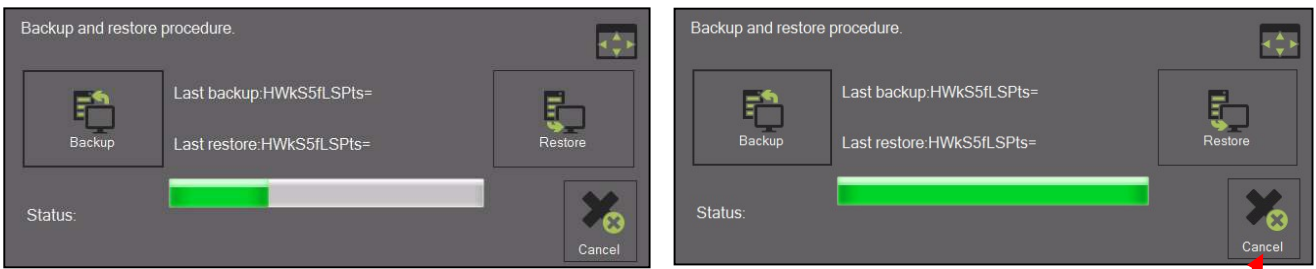 Backup and restore procedure.
Last backup:HWkS5fLSPts=
Backup
Last restore:HWkS5fLSPts=
Restore
Status:
Cancel
Backup and restore procedure.
Last backup:HWkS5fLSPts=
Backup
Last restore:HWkS5fLSPts=
Restore
Status:
Cancel